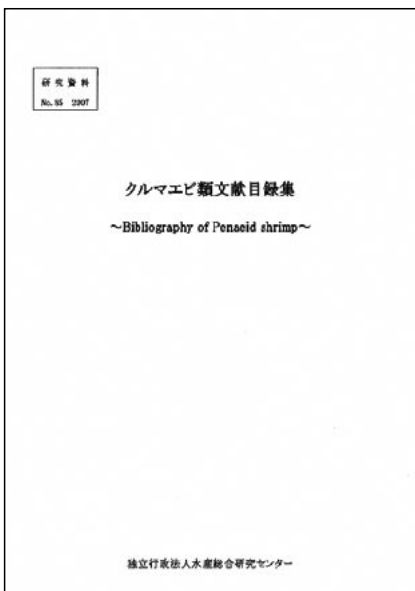 研究資料
No.85 2007
クルマエビ類文献目録集
～Bibliography of Penaeid shrimp～
独立行政法人水産総合研究センター